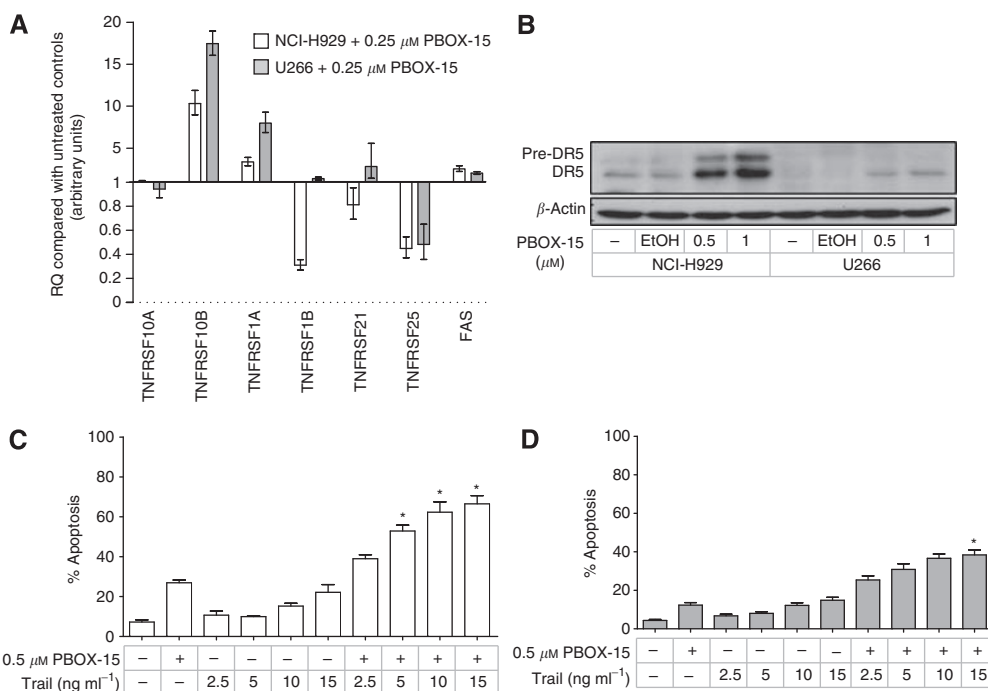 A
RQ compared with untreated controls
(arbitrary units)
20
15
10
5
1
0.8
0.6
0.4
0.2
0
NCI-H929 + 0.25 μM PBOX-15
U266 + 0.25 μM PBOX-15
TNFRSF10A
TNFRSF10B
TNFRSF1A
TNFRSF1B
TNFRSF21
TNFRSF25
FAS
B
Pre-DR5
DR5
β-Actin
PBOX-15 – EtOH 0.5 1 – EtOH 0.5 1
(μM) NCI-H929 U266
C
% Apoptosis
100
80
60
40
20
0
* * *
0.5 μM PBOX-15 – + – – – – + + + +
Trail (ng ml⁻¹) – – 2.5 5 10 15 2.5 5 10 15
D
% Apoptosis
100
80
60
40
20
0
*
0.5 μM PBOX-15 – + – – – – + + + +
Trail (ng ml⁻¹) – – 2.5 5 10 15 2.5 5 10 15